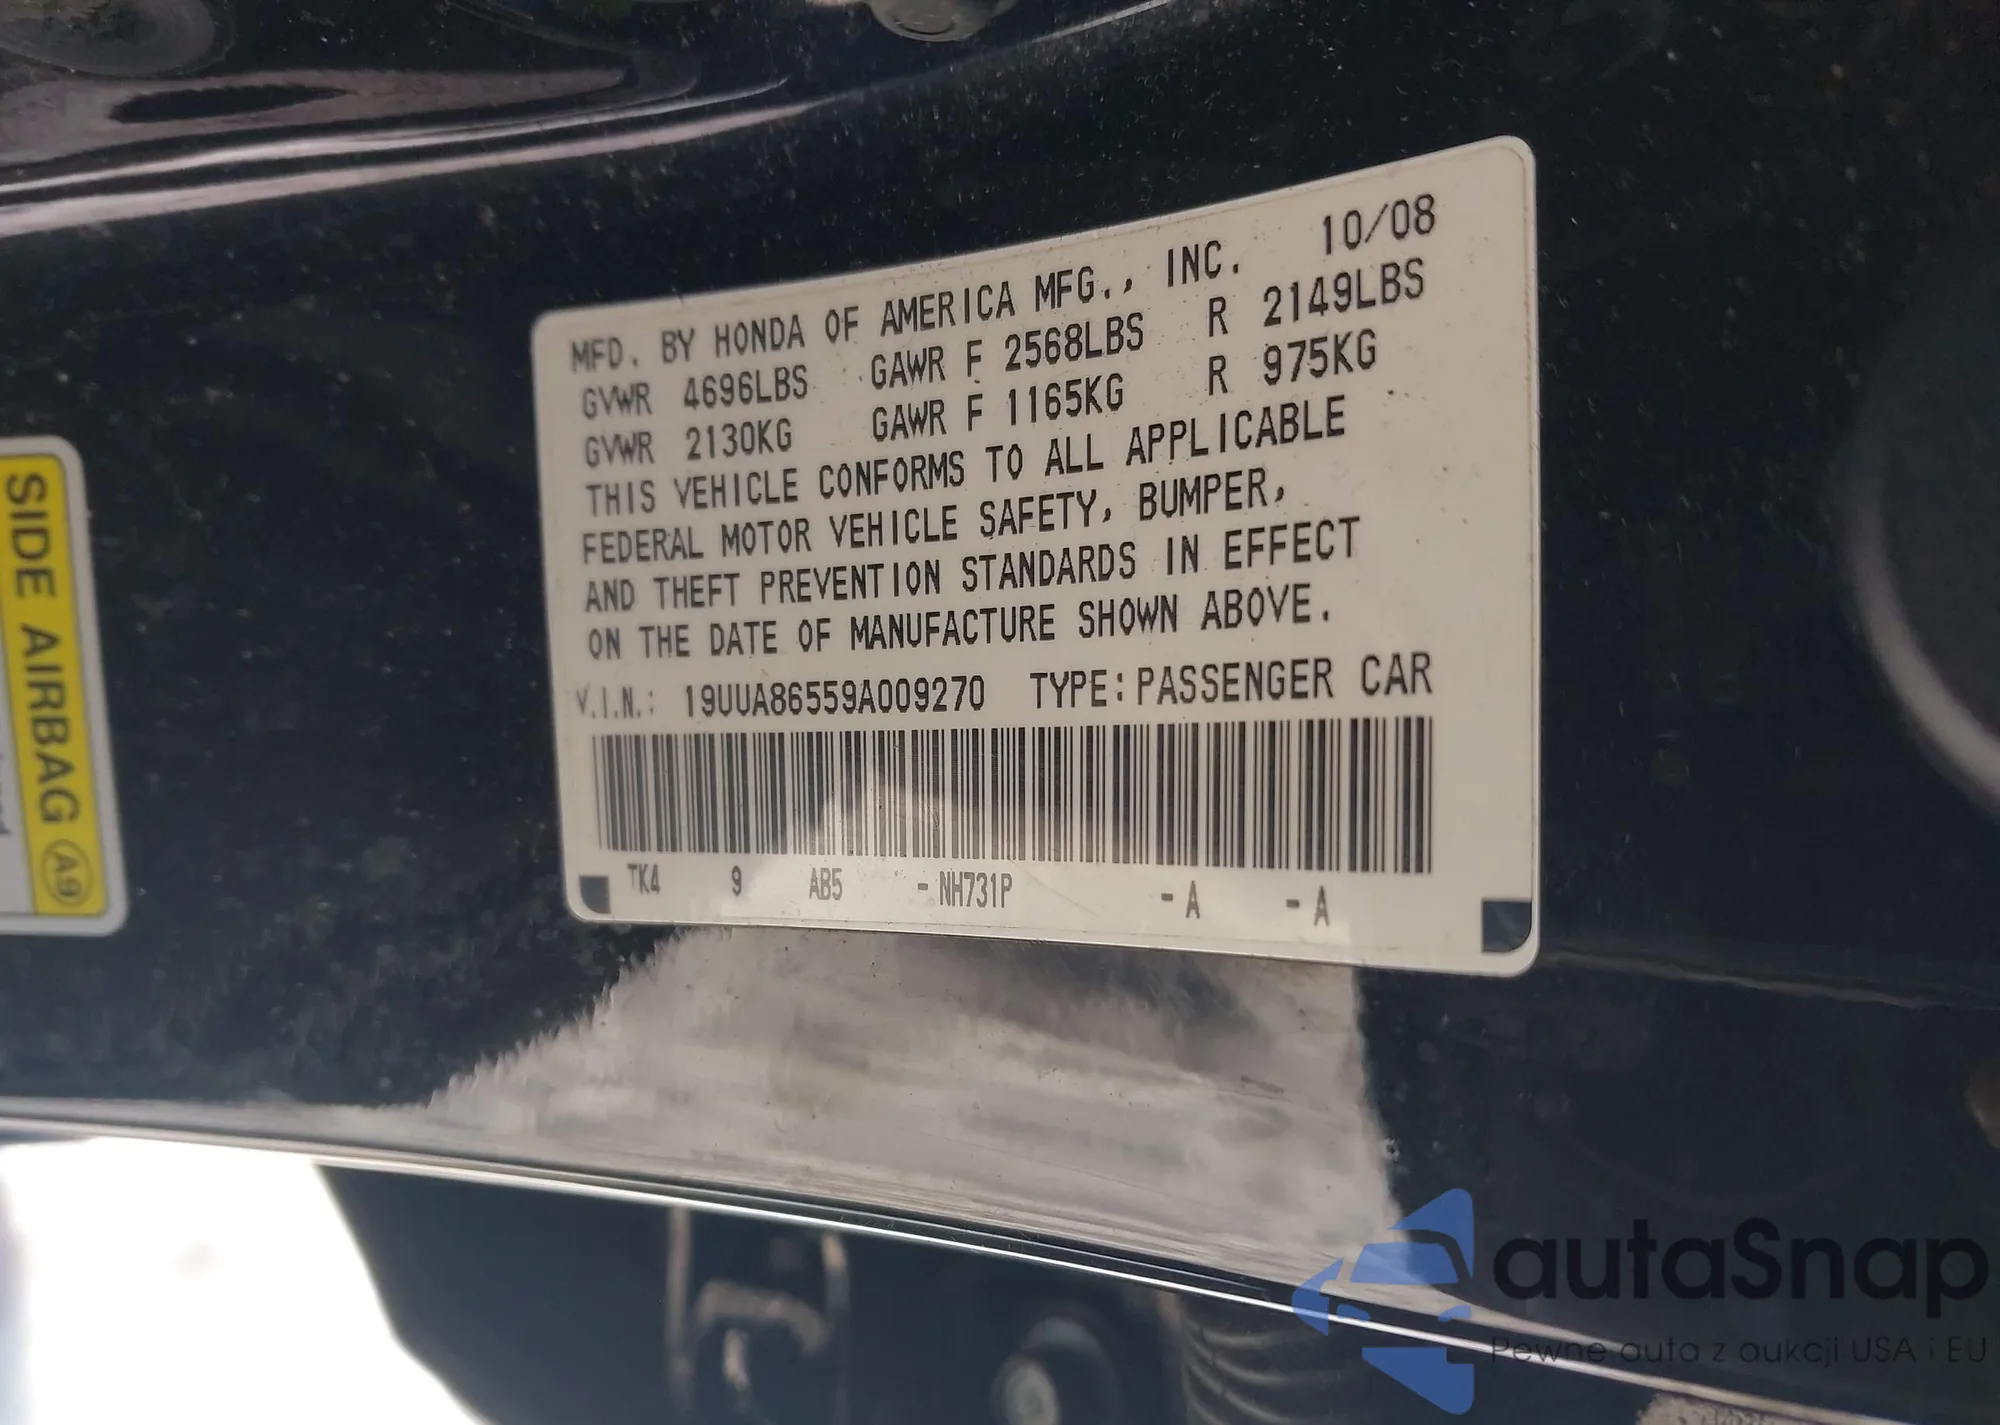 MFD. BY HONDA OF AMERICA MFG., INC. 10/08
GVWR 4696LBS GAWR F 2568LBS R 2149LBS
GVWR 2130KG GAWR F 1165KG R 975KG
THIS VEHICLE CONFORMS TO ALL APPLICABLE
FEDERAL MOTOR VEHICLE SAFETY, BUMPER,
AND THEFT PREVENTION STANDARDS IN EFFECT
ON THE DATE OF MANUFACTURE SHOWN ABOVE.
V.I.N.: 19UUA86559A009270 TYPE: PASSENGER CAR
TK4 9 AB5 -NH731P -A -A
SIDE AIRBAG A9
autaSnap
Pewne auta z aukcji USA i EU